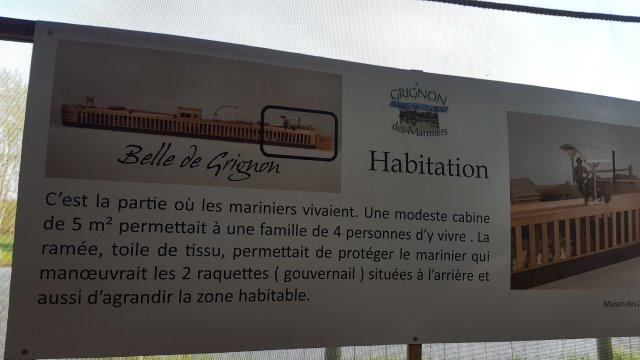 GRIGNON
des Mariniers
Belle de Grignon
Habitation
C'est la partie où les mariniers vivaient. Une modeste cabine
de 5 m² permettait à une famille de 4 personnes d'y vivre . La
ramée, toile de tissu, permettait de protéger le marinier qui
manœuvrait les 2 raquettes ( gouvernail ) situées à l'arrière et
aussi d'agrandir la zone habitable.
Maison des